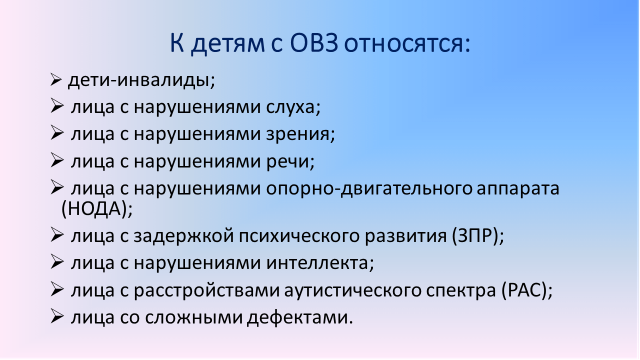 К детям с ОВЗ относятся:
➢ дети-инвалиды;
➢ лица с нарушениями слуха;
➢ лица с нарушениями зрения;
➢ лица с нарушениями речи;
➢ лица с нарушениями опорно-двигательного аппарата
(НОДА);
➢ лица с задержкой психического развития (ЗПР);
➢ лица с нарушениями интеллекта;
➢ лица с расстройствами аутистического спектра (РАС);
➢ лица со сложными дефектами.